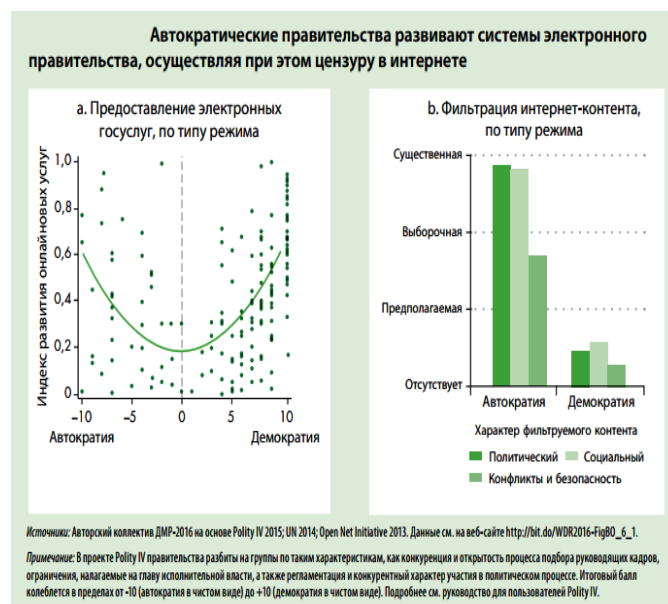 Автократические правительства развивают системы электронного
правительства, осуществляя при этом цензуру в интернете
a. Предоставление электронных
госуслуг, по типу режима
Индекс развития онлайновых услуг
1,0
0,8
0,6
0,4
0,2
0
–10
–5
0
5
10
Автократия
Демократия
b. Фильтрация интернет-контента,
по типу режима
Существенная
Выборочная
Предполагаемая
Отсутствует
Автократия
Демократия
Характер фильтруемого контента
Политический
Социальный
Конфликты и безопасность
Источники: Авторский коллектив ДМР-2016 на основе Polity IV 2015; UN 2014; Open Net Initiative 2013. Данные см. на веб-сайте http://bit.do/WDR2016-FigBO_6_1.
Примечание: В проекте Polity IV правительства разбиты на группы по таким характеристикам, как конкуренция и открытость процесса подбора руководящих кадров,
ограничения, налагаемые на главу исполнительной власти, а также регламентация и конкурентный характер участия в политическом процессе. Итоговый балл
колеблется в пределах от -10 (автократия в чистом виде) до +10 (демократия в чистом виде). Подробнее см. руководство для пользователей Polity IV.